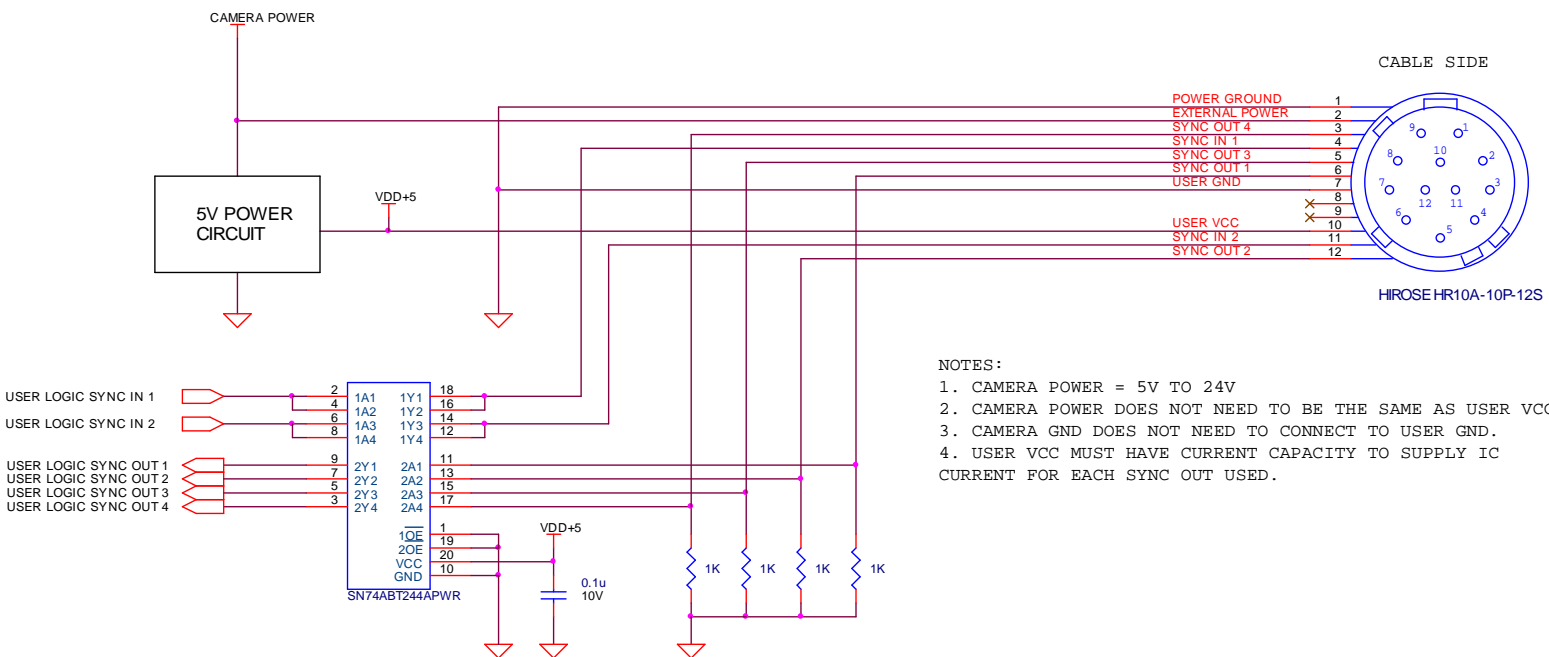 CAMERA POWER
CABLE SIDE
POWER GROUND 1
EXTERNAL POWER 2
SYNC OUT 4 3
SYNC IN 1 4
SYNC OUT 3 5
SYNC OUT 1 6
USER GND 7
8
9
USER VCC 10
SYNC IN 2 11
SYNC OUT 2 12
9 1
8 10 2
7 12 11 3
6 4
5
HIROSE HR10A-10P-12S
5V POWER
CIRCUIT
VDD+5
USER LOGIC SYNC IN 1 2 1A1 1Y1 18
4 1A2 1Y2 16
USER LOGIC SYNC IN 2 6 1A3 1Y3 14
8 1A4 1Y4 12
USER LOGIC SYNC OUT 1 9 2Y1 2A1 11
USER LOGIC SYNC OUT 2 7 2Y2 2A2 13
USER LOGIC SYNC OUT 3 5 2Y3 2A3 15
USER LOGIC SYNC OUT 4 3 2Y4 2A4 17
1OE 1
2OE 19
VCC 20
GND 10
SN74ABT244APWR
VDD+5
0.1u
10V
1K 1K 1K 1K
NOTES:
1. CAMERA POWER = 5V TO 24V
2. CAMERA POWER DOES NOT NEED TO BE THE SAME AS USER VCC
3. CAMERA GND DOES NOT NEED TO CONNECT TO USER GND.
4. USER VCC MUST HAVE CURRENT CAPACITY TO SUPPLY IC
CURRENT FOR EACH SYNC OUT USED.